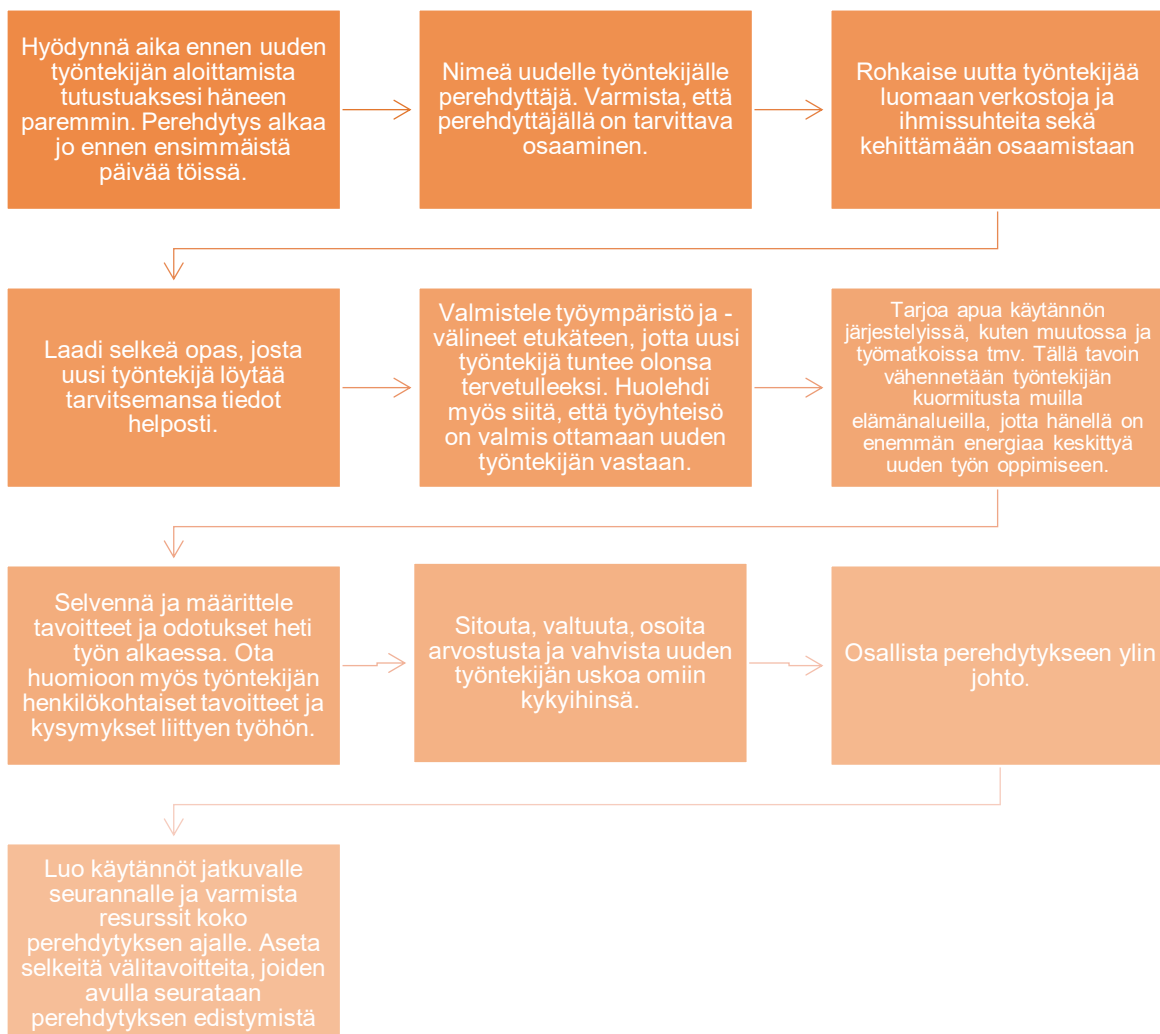 Hyödynnä aika ennen uuden
työntekijän aloittamista
tutustuaksesi häneen
paremmin. Perehdytys alkaa
jo ennen ensimmäistä
päivää töissä.
Nimeä uudelle työntekijälle
perehdyttäjä. Varmista, että
perehdyttäjällä on tarvittava
osaaminen.
Rohkaise uutta työntekijää
luomaan verkostoja ja
ihmissuhteita sekä
kehittämään osaamistaan
Laadi selkeä opas, josta
uusi työntekijä löytää
tarvitsemansa tiedot
helposti.
Valmistele työympäristö ja -
välineet etukäteen, jotta uusi
työntekijä tuntee olonsa
tervetulleeksi. Huolehdi
myös siitä, että työyhteisö
on valmis ottamaan uuden
työntekijän vastaan.
Tarjoa apua käytännön
järjestelyissä, kuten muutossa ja
työmatkoissa tmv. Tällä tavoin
vähennetään työntekijän
kuormitusta muilla
elämänalueilla, jotta hänellä on
enemmän energiaa keskittyä
uuden työn oppimiseen.
Selvennä ja määrittele
tavoitteet ja odotukset heti
työn alkaessa. Ota
huomioon myös työntekijän
henkilökohtaiset tavoitteet ja
kysymykset liittyen työhön.
Sitouta, valtuuta, osoita
arvostusta ja vahvista uuden
työntekijän uskoa omiin
kykyihinsä.
Osallista perehdytykseen ylin
johto.
Luo käytännöt jatkuvalle
seurannalle ja varmista
resurssit koko
perehdytyksen ajalle. Aseta
selkeitä välitavoitteita, joiden
avulla seurataan
perehdytyksen edistymistä